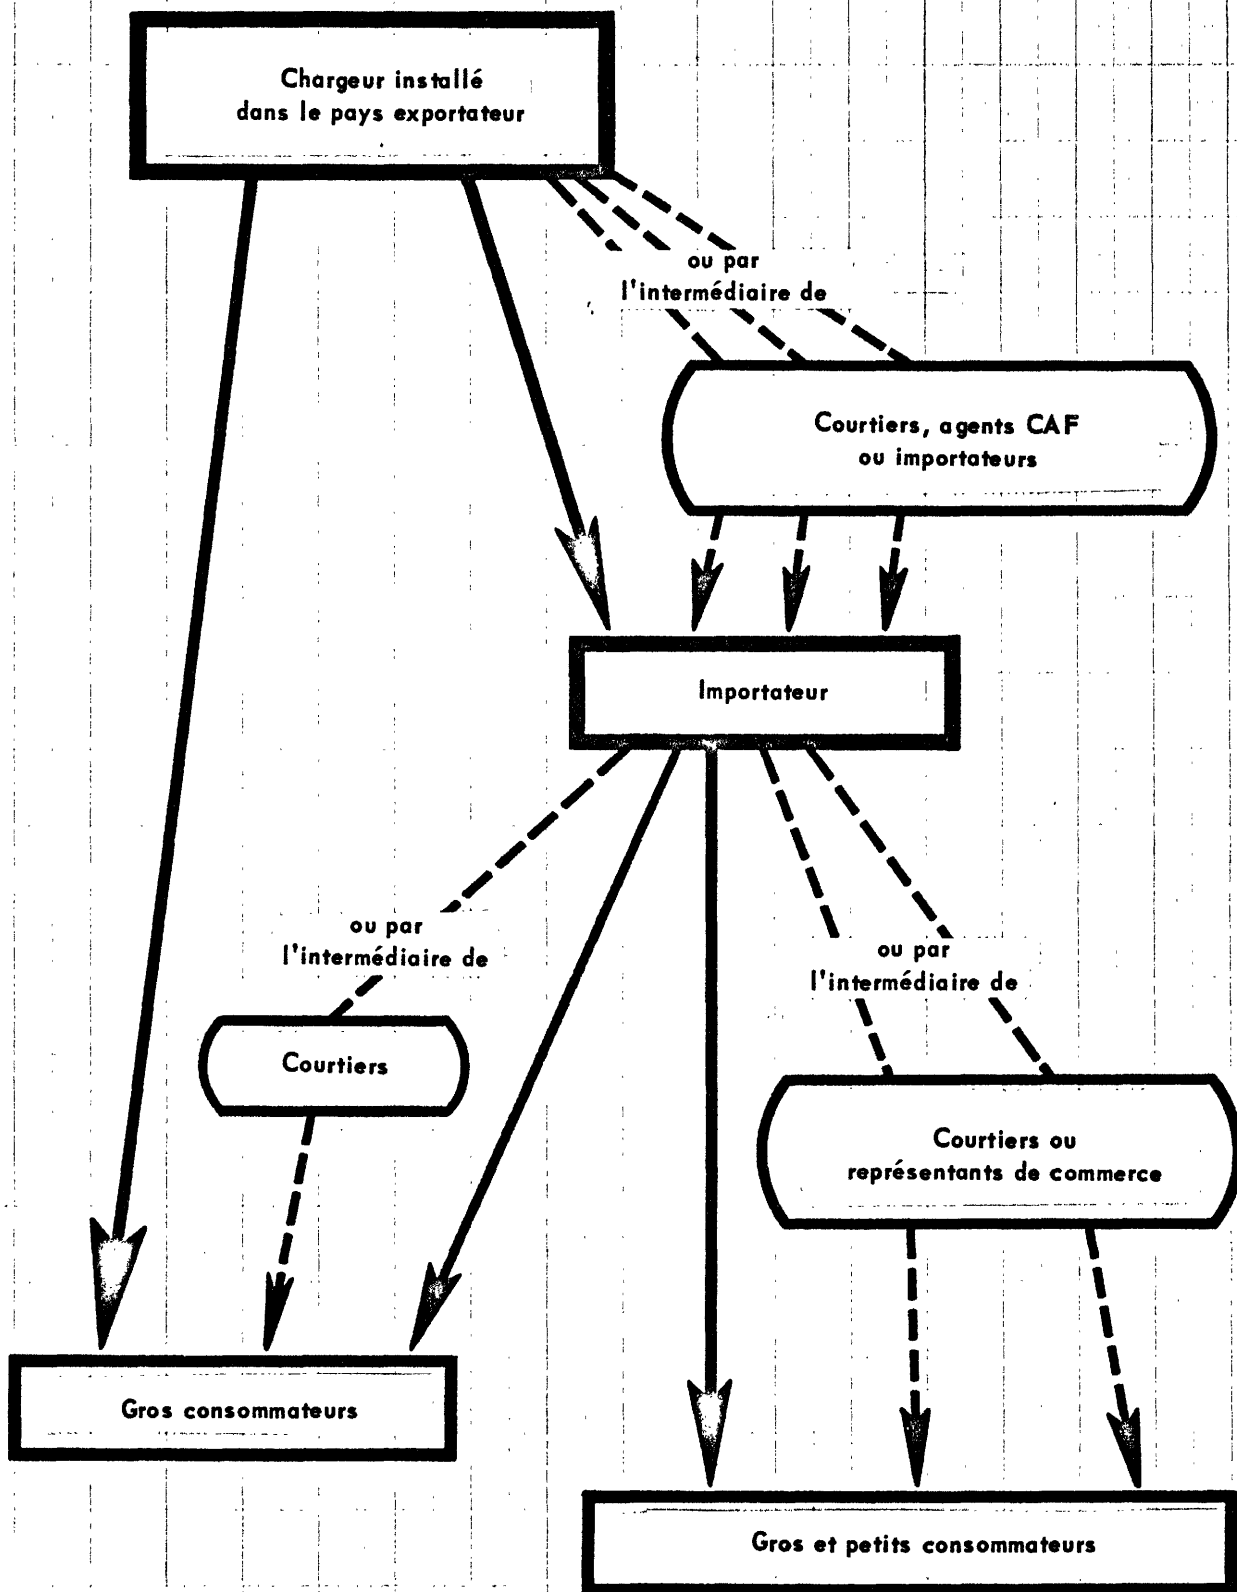 Chargeur installé
dans le pays exportateur
ou par
l'intermédiaire de
Courtiers, agents CAF
ou importateurs
Importateur
ou par
l'intermédiaire de
ou par
l'intermédiaire de
Courtiers
Courtiers ou
représentants de commerce
Gros consommateurs
Gros et petits consommateurs